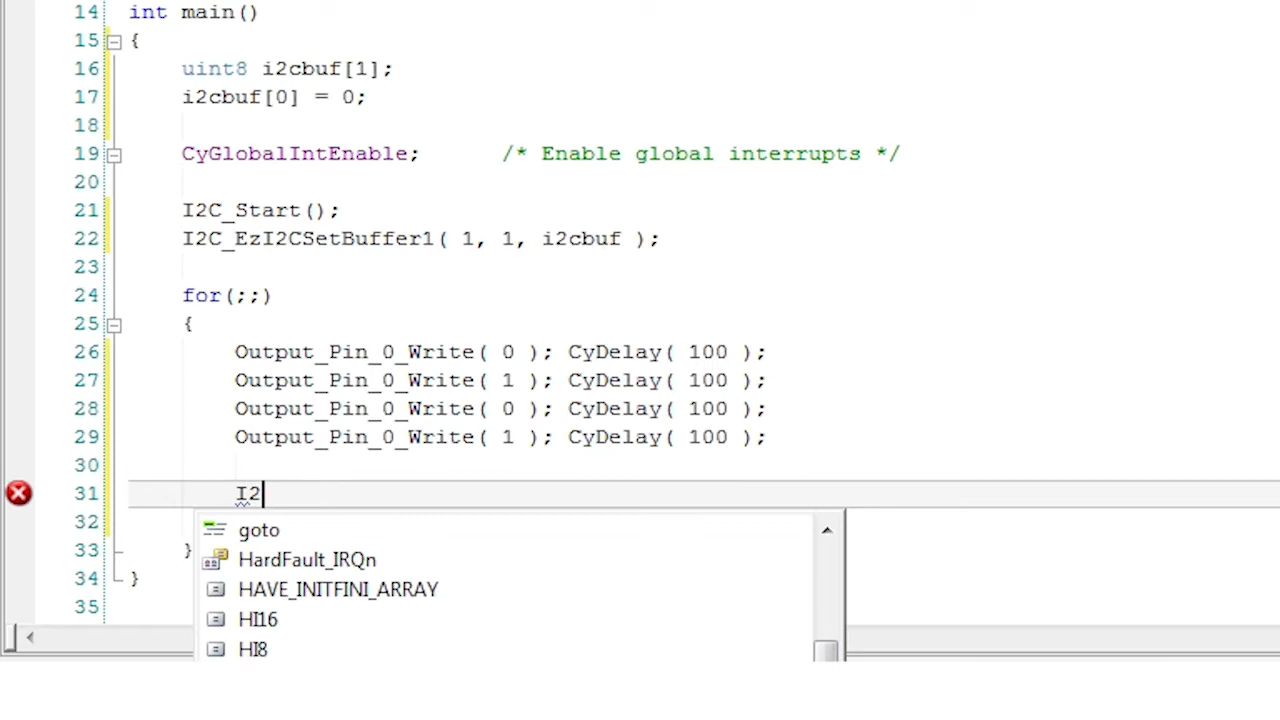 14 int main()
15 {
16 uint8 i2cbuf[1];
17 i2cbuf[0] = 0;
18
19 CyGlobalIntEnable; /* Enable global interrupts */
20
21 I2C_Start();
22 I2C_EzI2CSetBuffer1( 1, 1, i2cbuf );
23
24 for(;;)
25 {
26 Output_Pin_0_Write( 0 ); CyDelay( 100 );
27 Output_Pin_0_Write( 1 ); CyDelay( 100 );
28 Output_Pin_0_Write( 0 ); CyDelay( 100 );
29 Output_Pin_0_Write( 1 ); CyDelay( 100 );
30
31 I2
32 goto
HardFault_IRQn
33 }
HAVE_INITFINI_ARRAY
34 }
HI16
35
HI8